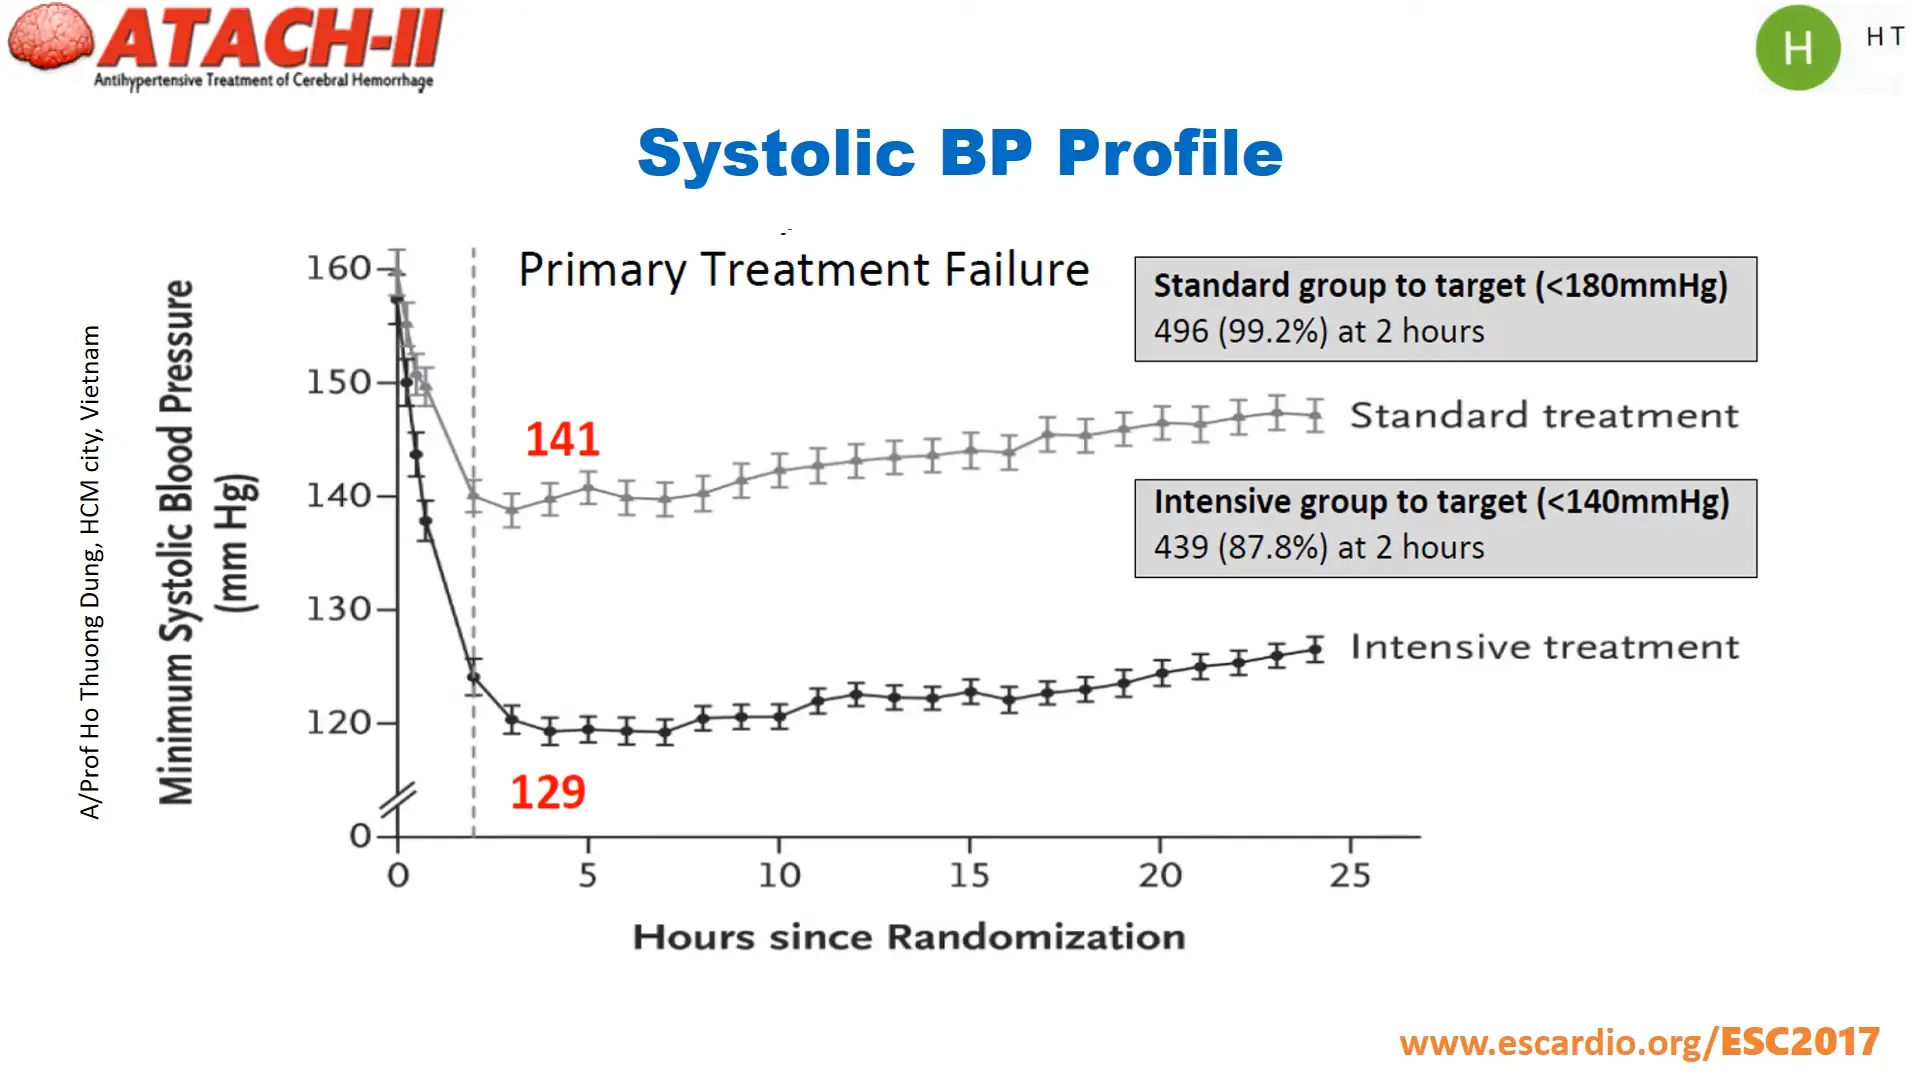 ATACH-II
Antihypertensive Treatment of Cerebral Hemorrhage
H
H T
Systolic BP Profile
Primary Treatment Failure
Standard group to target (<180mmHg)
496 (99.2%) at 2 hours
Standard treatment
Intensive group to target (<140mmHg)
439 (87.8%) at 2 hours
Intensive treatment
141
129
A/Prof Ho Thuong Dung, HCM city, Vietnam
Minimum Systolic Blood Pressure
(mm Hg)
160
150
140
130
120
0
0 5 10 15 20 25
Hours since Randomization
www.escardio.org/ESC2017